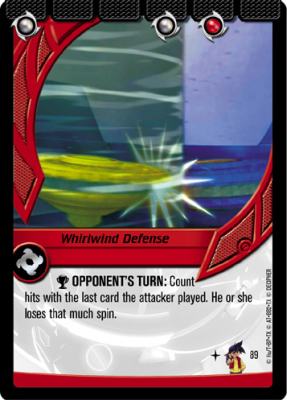 Whirlwind Defense
OPPONENT'S TURN: Count
hits with the last card the attacker played. He or she
loses that much spin.
89